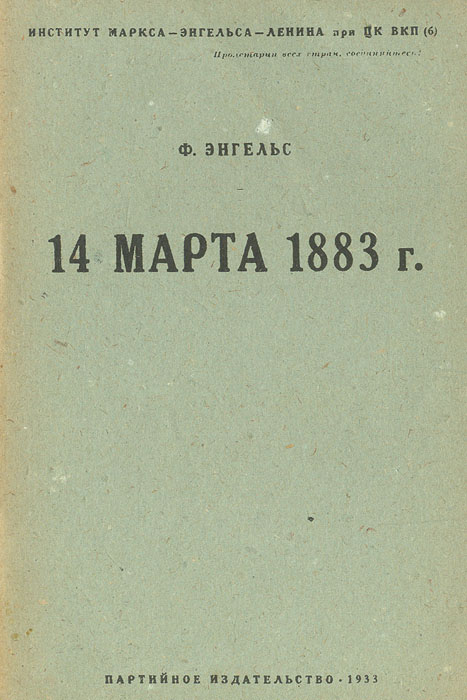 ИНСТИТУТ МАРКСА—ЭНГЕЛЬСА—ЛЕНИНА при ЦК ВКП (б)
Пролетарии всех стран, соединяйтесь!
Ф. ЭНГЕЛЬС
14 МАРТА 1883 г.
ПАРТИЙНОЕ ИЗДАТЕЛЬСТВО · 1933